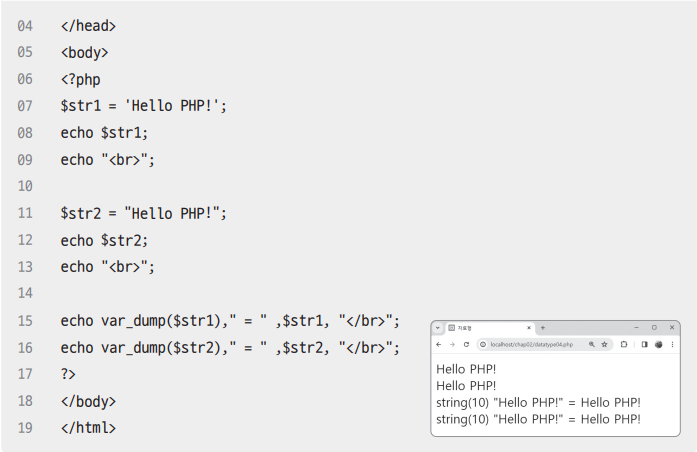 04 </head>
05 <body>
06 <?php
07 $str1 = 'Hello PHP!';
08 echo $str1;
09 echo "<br>";
10
11 $str2 = "Hello PHP!";
12 echo $str2;
13 echo "<br>";
14
15 echo var_dump($str1)," = " ,$str1, "</br>";
16 echo var_dump($str2)," = " ,$str2, "</br>";
17 ?>
18 </body>
19 </html>
자료형
localhost/chap02/datatype04.php
Hello PHP!
Hello PHP!
string(10) "Hello PHP!" = Hello PHP!
string(10) "Hello PHP!" = Hello PHP!